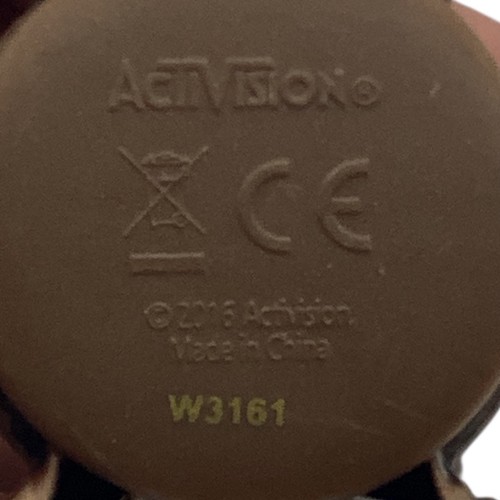 ACTIVISION®
CE
© 2016 Activision.
Made in China
W3161